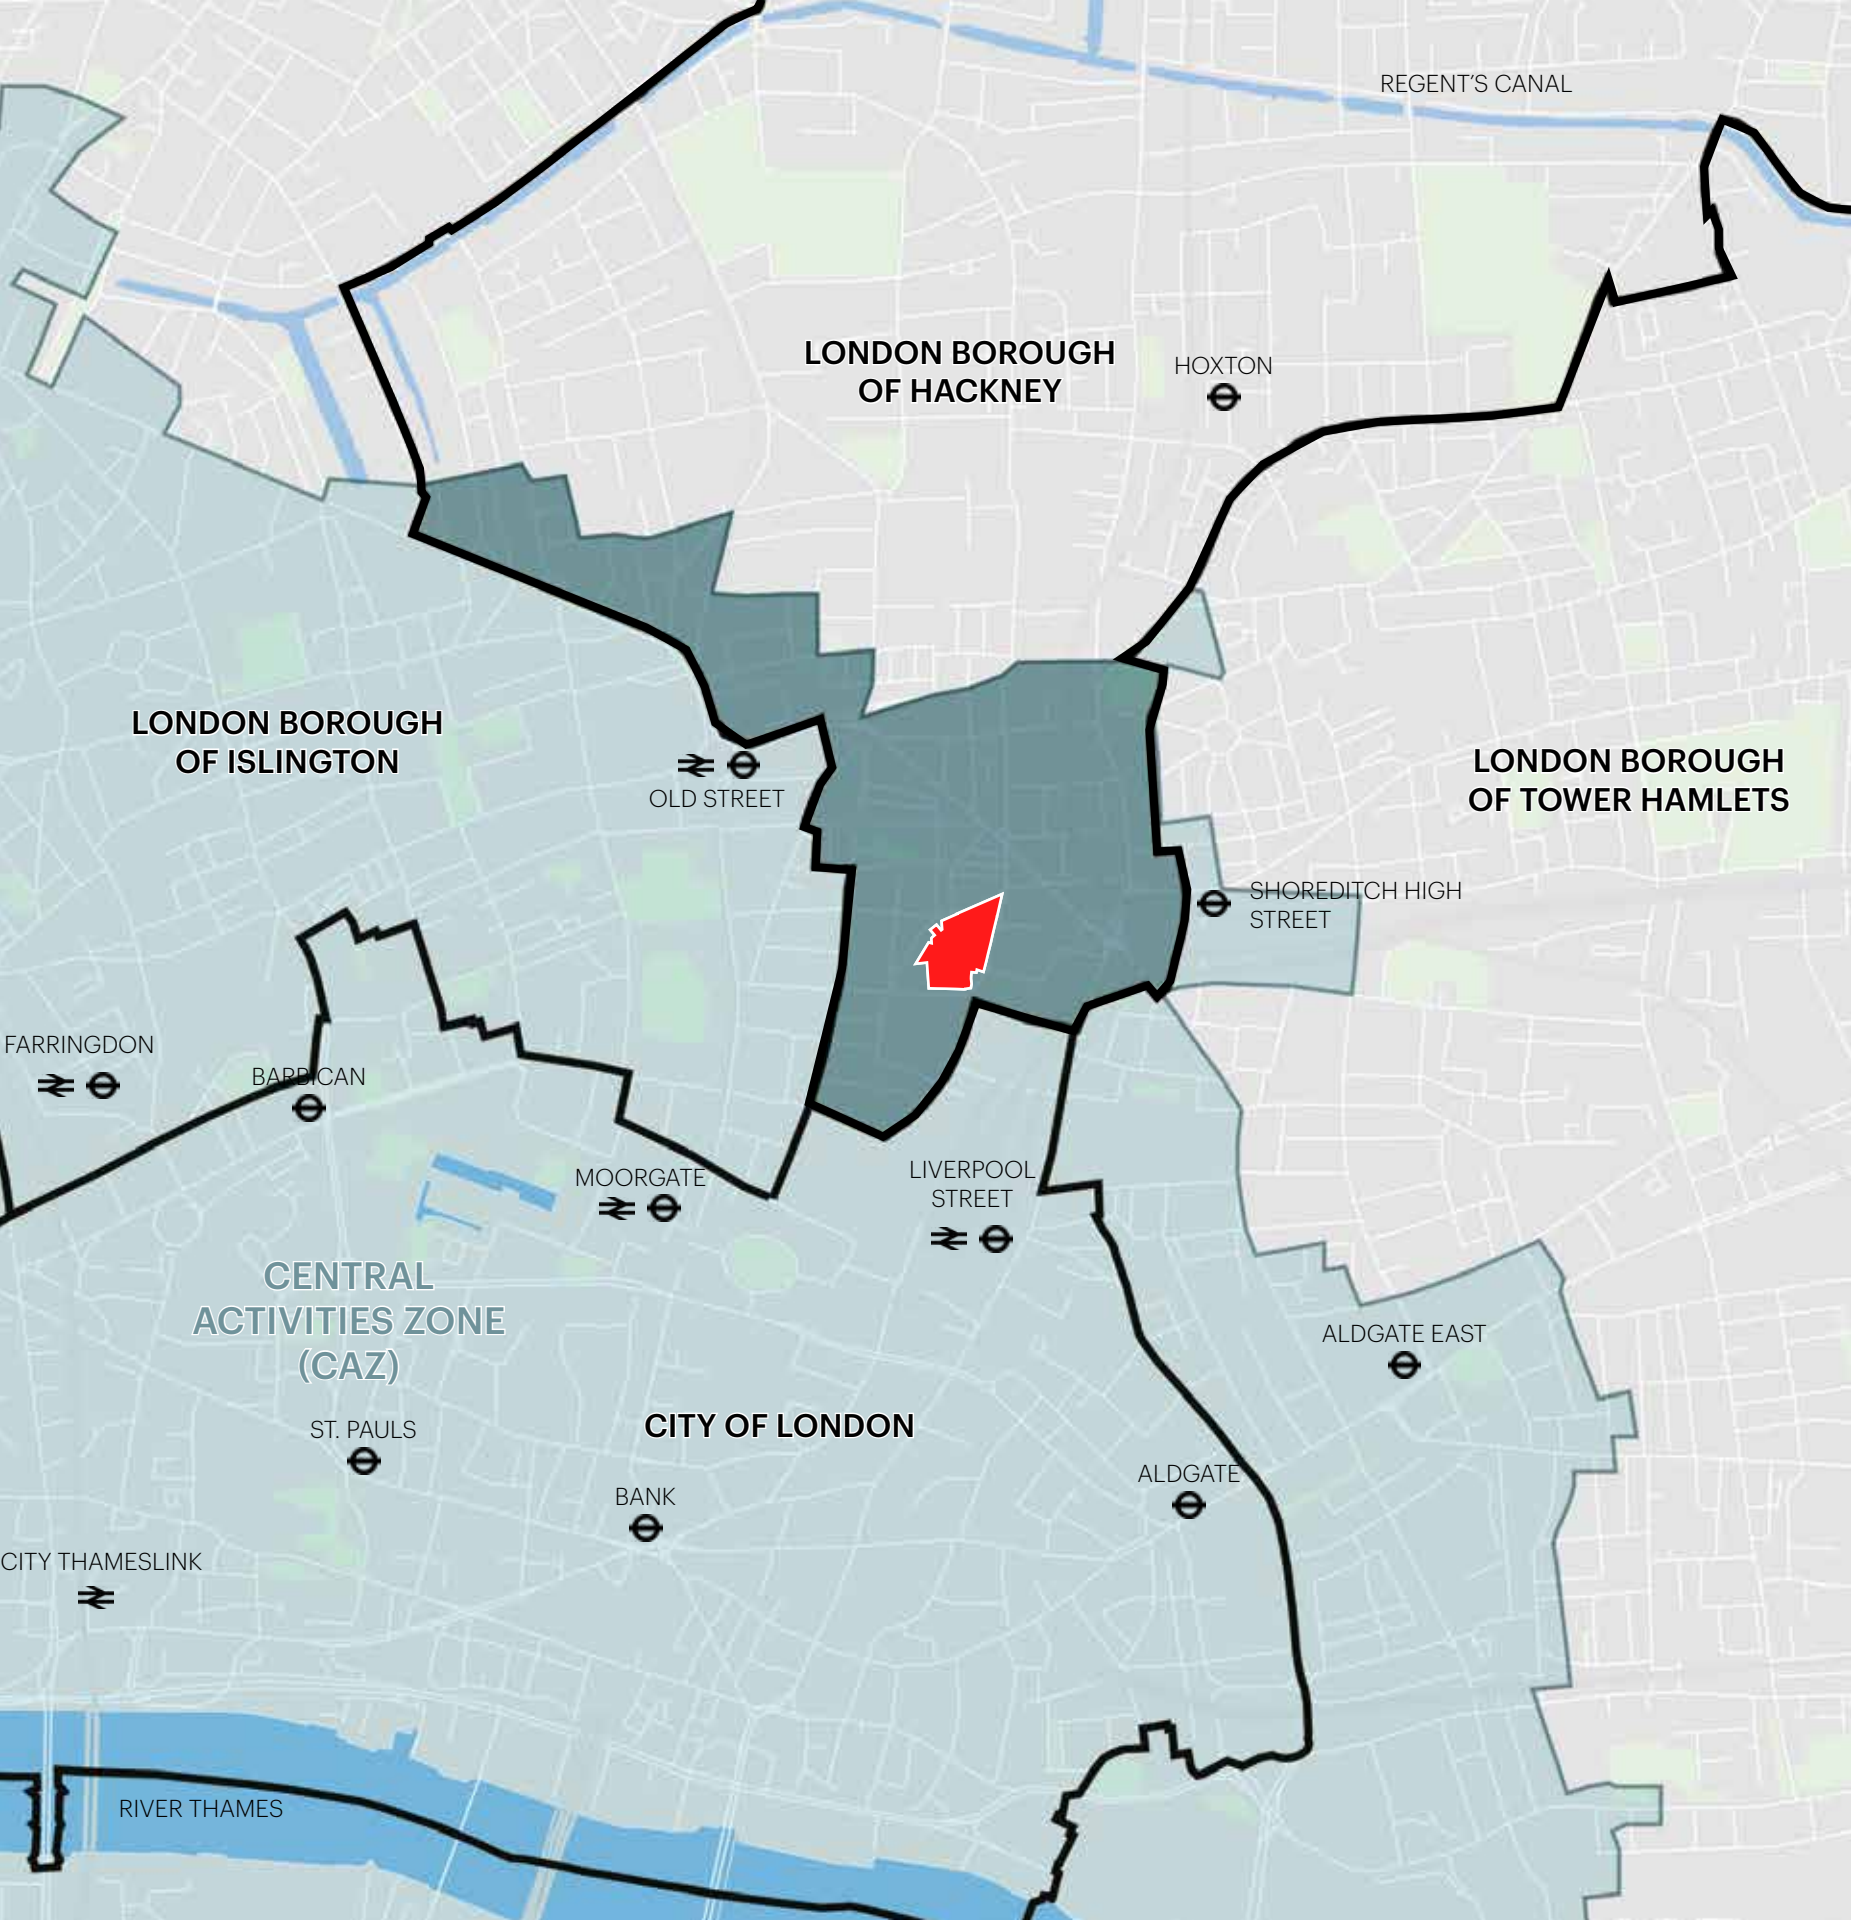 REGENT'S CANAL
LONDON BOROUGH
OF HACKNEY
HOXTON
LONDON BOROUGH
OF ISLINGTON
OLD STREET
LONDON BOROUGH
OF TOWER HAMLETS
SHOREDITCH HIGH
STREET
FARRINGDON
BARBICAN
MOORGATE
LIVERPOOL
STREET
CENTRAL
ACTIVITIES ZONE
(CAZ)
ALDGATE EAST
ST. PAULS
CITY OF LONDON
BANK
ALDGATE
CITY THAMESLINK
RIVER THAMES